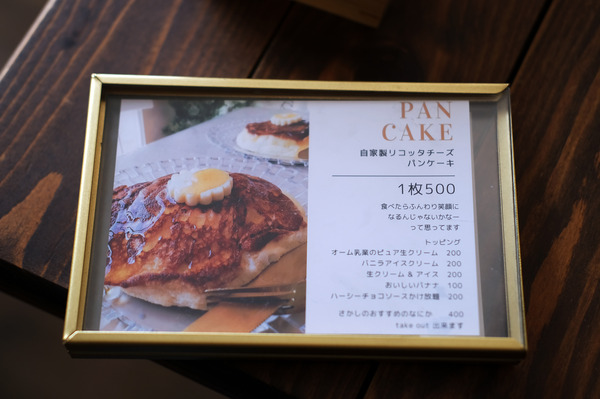 PAN
CAKE
自家製リコッタチーズ
パンケーキ
1枚500
食べたらふんわり笑顔に
なるんじゃないかなー
って思ってます
トッピング
オーム乳業のピュア生クリーム 200
バニラアイスクリーム 200
生クリーム & アイス 200
おいしいバナナ 100
ハーシーチョコソースかけ放題 200
さかしのおすすめのなにか 400
take out 出来ます